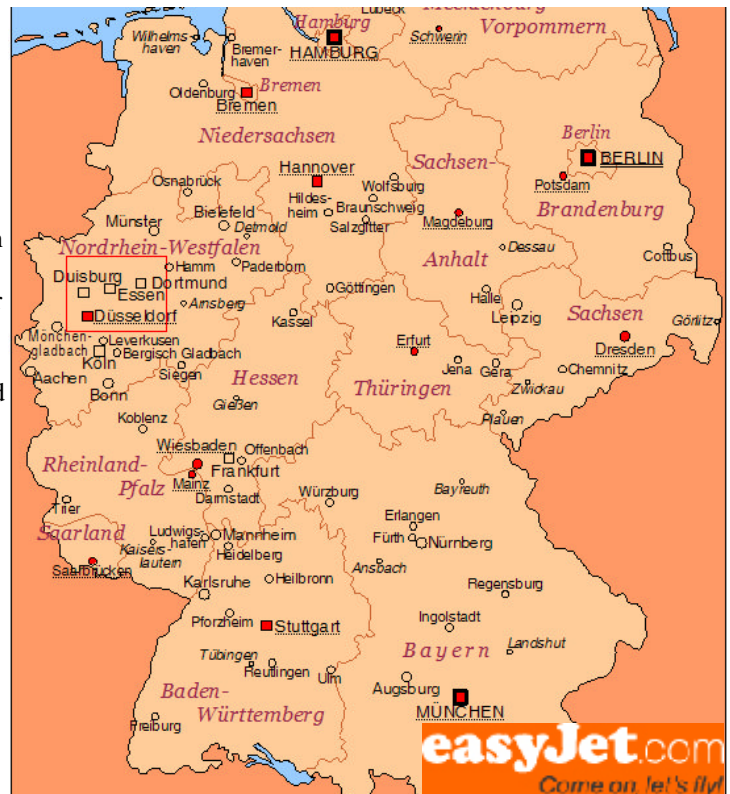 Lübeck
Hamburg
HAMBURG
Mecklenburg
Vorpommern
Schwerin
Wilhelms-
haven
Bremer-
haven
Oldenburg
Bremen
Bremen
Niedersachsen
Berlin
BERLIN
Potsdam
Brandenburg
Hannover
Sachsen-
Wolfsburg
Osnabrück
Hildes-
heim
Braunschweig
Salzgitter
Magdeburg
Bielefeld
Detmold
Münster
Nordrhein-Westfalen
Anhalt
Dessau
Cottbus
Hamm
Paderborn
Duisburg
Dortmund
Essen
Arnsberg
Göttingen
Halle
Leipzig
Sachsen
Düsseldorf
Kassel
Görlitz
Mönchen-
gladbach
Leverkusen
Bergisch Gladbach
Köln
Erfurt
Dresden
Aachen
Siegen
Hessen
Jena
Gera
Chemnitz
Bonn
Thüringen
Zwickau
Gießen
Koblenz
Plauen
Wiesbaden
Offenbach
Frankfurt
Rheinland-
Pfalz
Mainz
Darmstadt
Würzburg
Bayreuth
Trier
Erlangen
Saarland
Ludwigs-
hafen
Mannheim
Fürth
Nürnberg
Kaisers-
lautern
Heidelberg
Saarbrücken
Ansbach
Karlsruhe
Heilbronn
Regensburg
Pforzheim
Stuttgart
Ingolstadt
Bayern
Landshut
Tübingen
Reutlingen
Ulm
Augsburg
MÜNCHEN
Baden-
Württemberg
Freiburg
easyJet.com
Come on, let's fly!